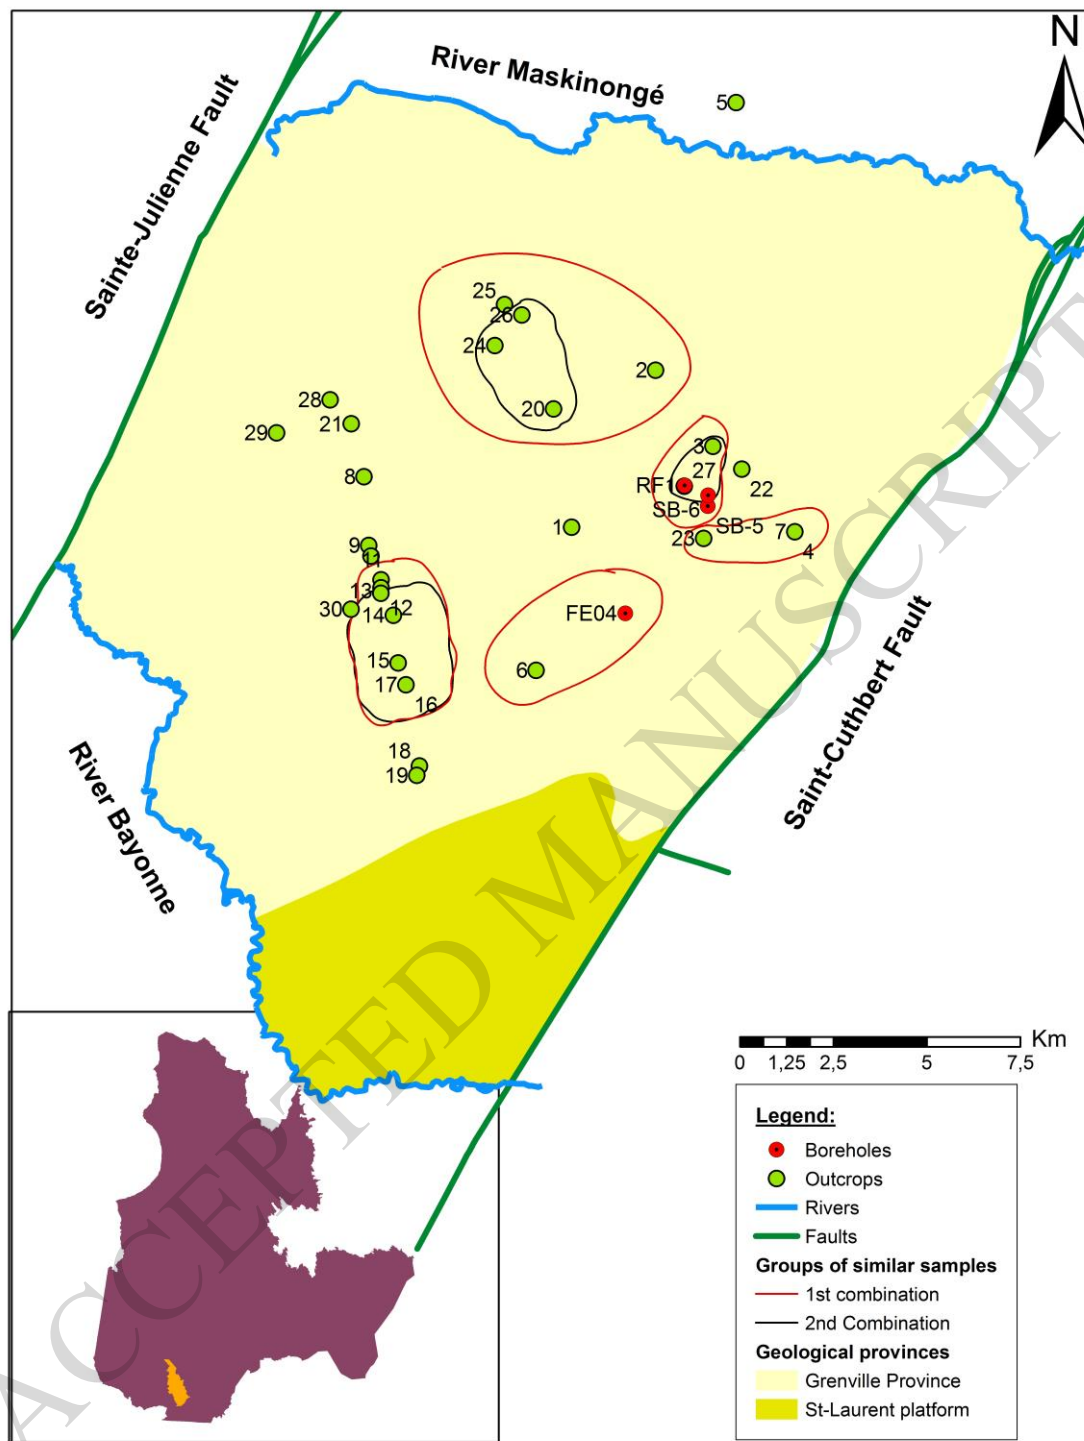 N
River Maskinongé
5
Sainte-Julienne Fault
25
26
24
2
20
28
21
29
3
27
22
8
RF1
SB-6
SB-5
1
23
7
4
9
11
13
12
30
14
FE04
15
6
17
16
18
19
River Bayonne
Saint-Cuthbert Fault
ACCEPTED MANUSCRIPT
Km
0 1,25 2,5 5 7,5
Legend:
Boreholes
Outcrops
Rivers
Faults
Groups of similar samples
1st combination
2nd Combination
Geological provinces
Grenville Province
St-Laurent platform